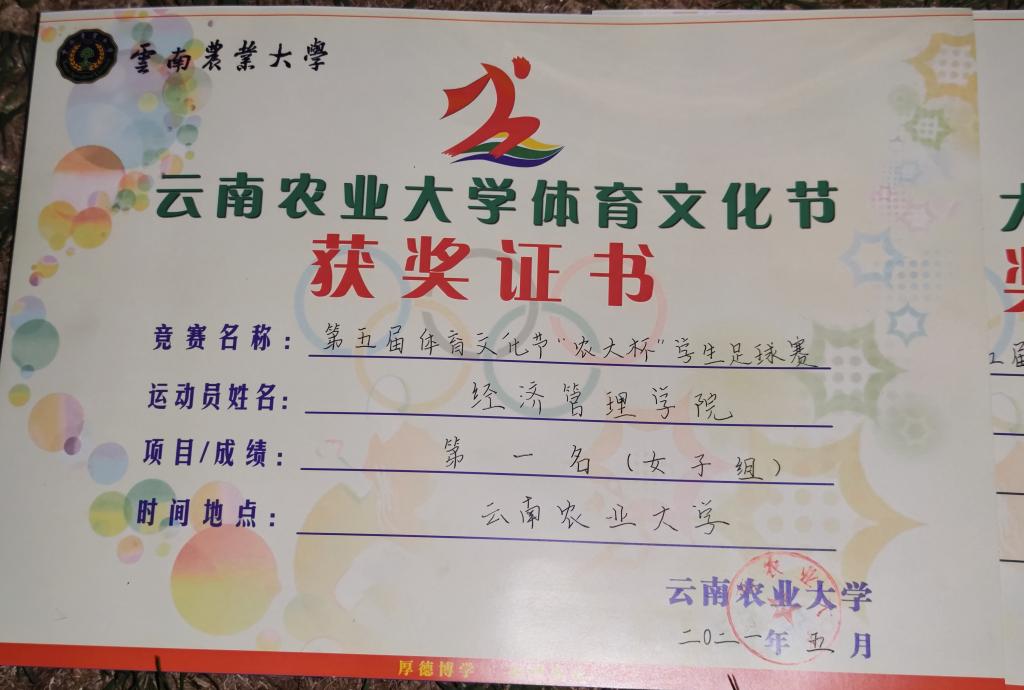 雲南農業大學
云南农业大学体育文化节
获奖证书
竞赛名称：第五届体育文化节“农大杯”学生足球赛
运动员姓名：经济管理学院
项目/成绩：第一名（女子组）
时间地点：云南农业大学
云南农业大学
二〇二一年五月
厚德博学